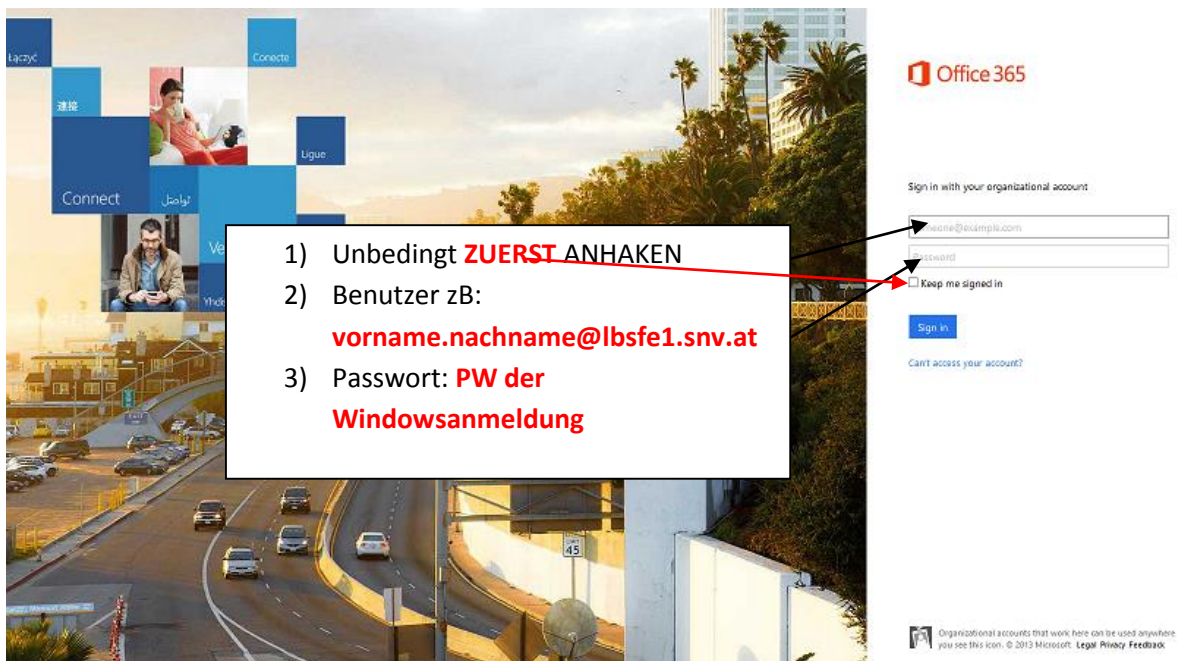 Łączyć
Conecte
連接
Ligue
Connect
تواصل
Ve
Yhdis
1) Unbedingt ZUERST ANHAKEN
2) Benutzer zB:
vorname.nachname@lbsfe1.snv.at
3) Passwort: PW der
Windowsanmeldung
45
Office 365
Sign in with your organizational account
someone@example.com
Password
Keep me signed in
Sign in
Can't access your account?
Organizational accounts that work here can be used anywhere
you see this icon. © 2013 Microsoft Legal Privacy Feedback